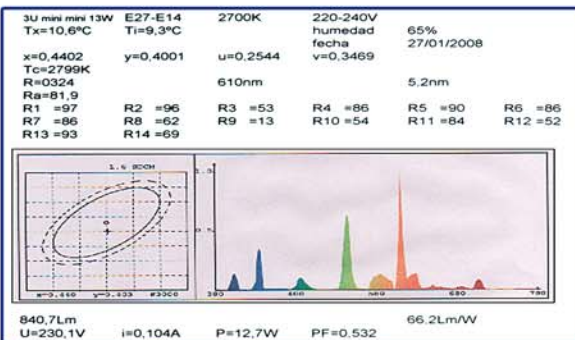 3U mini mini 13W E27-E14 2700K 220-240V
Tx=10,6ºC Ti=9,3ºC humedad 65%
fecha 27/01/2008
x=0,4402 y=0,4001 u=0,2544 v=0,3469
Tc=2799K
R=0324 610nm 5,2nm
Ra=81,9
R1 =97 R2 =96 R3 =53 R4 =86 R5 =90 R6 =86
R7 =86 R8 =62 R9 =13 R10 =54 R11 =84 R12 =52
R13 =93 R14 =69
840,7Lm 66,2Lm/W
U=230,1V i=0,104A P=12,7W PF=0,532